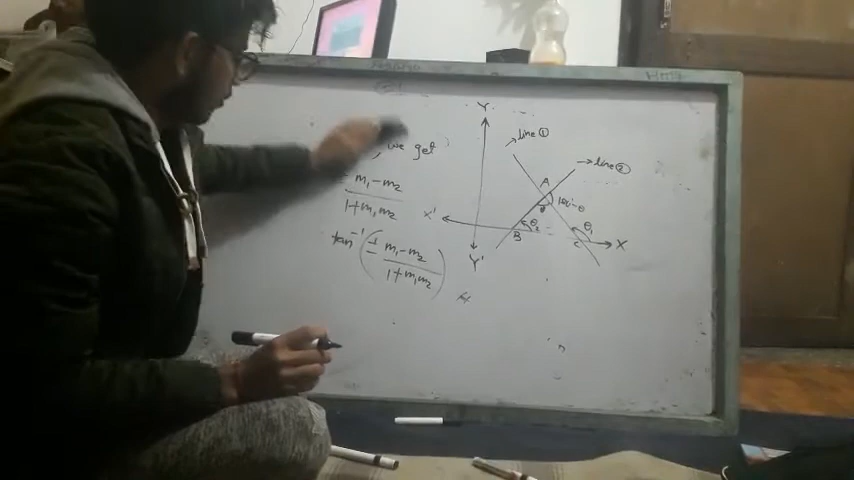 , we get
± m₁-m₂
1+m₁m₂
tan⁻¹(± m₁-m₂
1+m₁m₂)
Y
line ①
line ②
A
180-θ
θ
X'
θ₂
θ₁
B
C
X
Y'